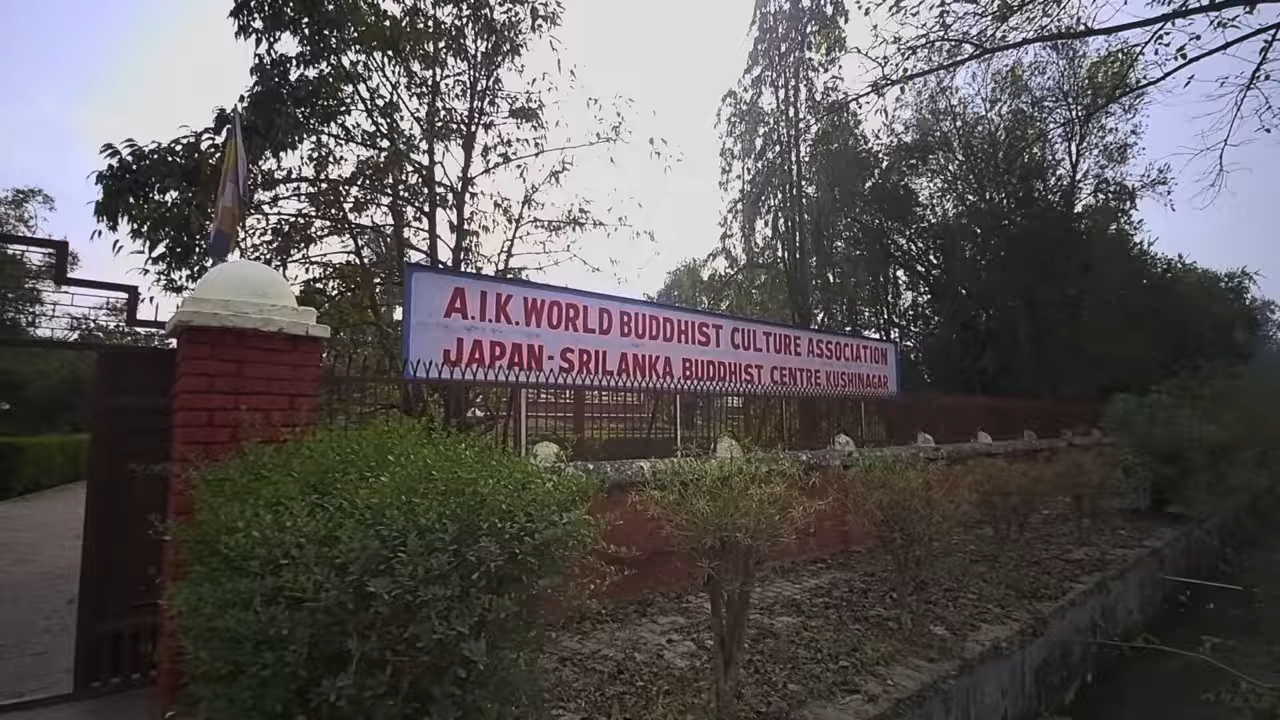 A.I.K. WORLD BUDDHIST CULTURE ASSOCIATION
JAPAN-SRILANKA BUDDHIST CENTRE KUSHINAGAR